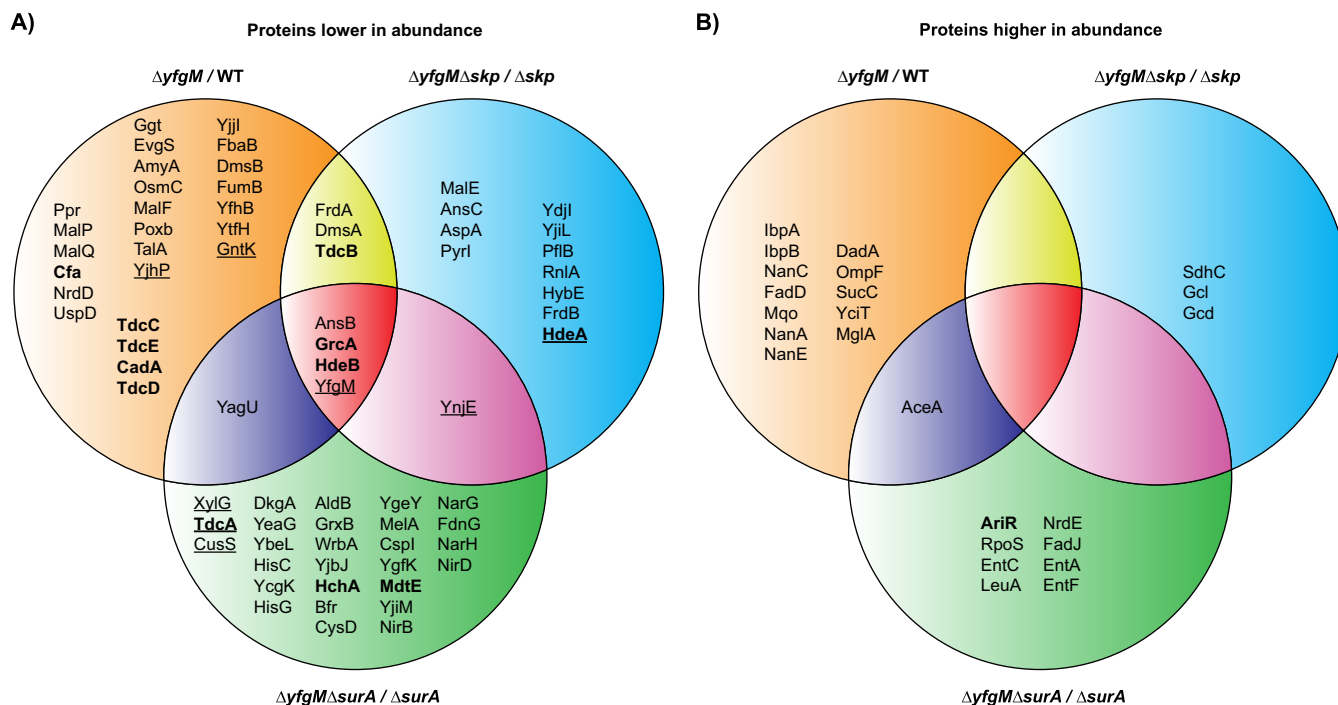 A)
Proteins lower in abundance
ΔyfgM / WT
ΔyfgMΔskp / Δskp
Ppr
MalP
MalQ
Cfa
NrdD
UspD
Ggt
EvgS
AmyA
OsmC
MalF
Poxb
TalA
YjhP
Yjjl
FbaB
DmsB
FumB
YfhB
YtfH
GntK
TdcC
TdcE
CadA
TdcD
FrdA
DmsA
TdcB
MalE
AnsC
AspA
PyrI
YdjI
YjiL
PflB
RnlA
HybE
FrdB
HdeA
AnsB
GrcA
HdeB
YfgM
YagU
YnjE
XylG
TdcA
CusS
DkgA
YeaG
YbeL
HisC
YcgK
HisG
AldB
GrxB
WrbA
YjbJ
HchA
Bfr
CysD
YgeY
MelA
CspI
YgfK
MdtE
YjiM
NirB
NarG
FdnG
NarH
NirD
ΔyfgMΔsurA / ΔsurA
B)
Proteins higher in abundance
ΔyfgM / WT
ΔyfgMΔskp / Δskp
IbpA
IbpB
NanC
FadD
Mqo
NanA
NanE
DadA
OmpF
SucC
YciT
MglA
SdhC
Gcl
Gcd
AceA
AriR
RpoS
EntC
LeuA
NrdE
FadJ
EntA
EntF
ΔyfgMΔsurA / ΔsurA